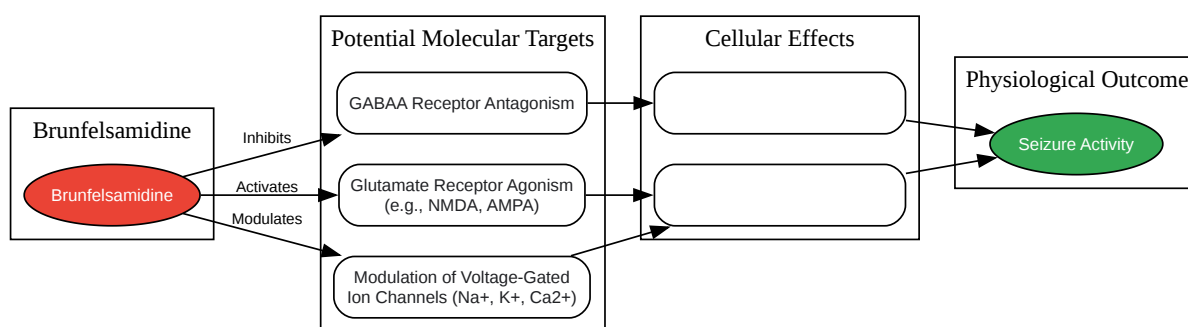 Potential Molecular Targets
Cellular Effects
Physiological Outcome
Brunfelsamidine
GABAA Receptor Antagonism
Inhibits
Seizure Activity
Brunfelsamidine
Activates
Glutamate Receptor Agonism
(e.g., NMDA, AMPA)
Modulates
Modulation of Voltage-Gated
Ion Channels (Na+, K+, Ca2+)